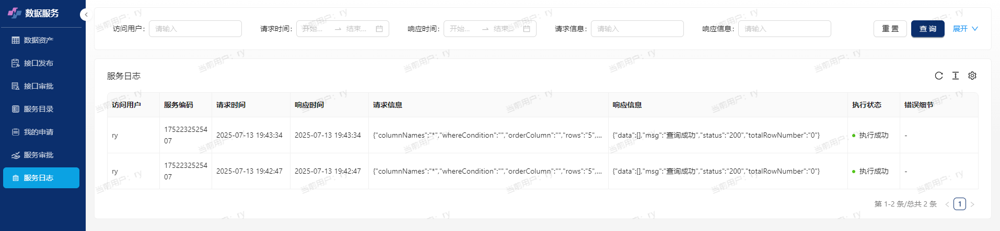 数据服务
数据资产
接口发布
接口审批
服务目录
我的申请
服务审批
服务日志
访问用户: 请输入 请求时间: 开始... 结束... 响应时间: 开始... 结束... 请求信息: 请输入 响应信息: 请输入 重 置 查 询 展开
服务日志
访问用户 服务编码 请求时间 响应时间 请求信息 响应信息 执行状态 错误细节
ry 1752232525407 2025-07-13 19:43:34 2025-07-13 19:43:34 {"columnNames":"*","whereCondition":"","orderColumn":"","rows":"5",... {"data":[],"msg":"查询成功","status":"200","totalRowNumber":"0"} 执行成功 -
ry 1752232525407 2025-07-13 19:42:47 2025-07-13 19:42:47 {"columnNames":"*","whereCondition":"","orderColumn":"","rows":"5",... {"data":[],"msg":"查询成功","status":"200","totalRowNumber":"0"} 执行成功 -
第 1-2 条/总共 2 条 1
当前用户：ry